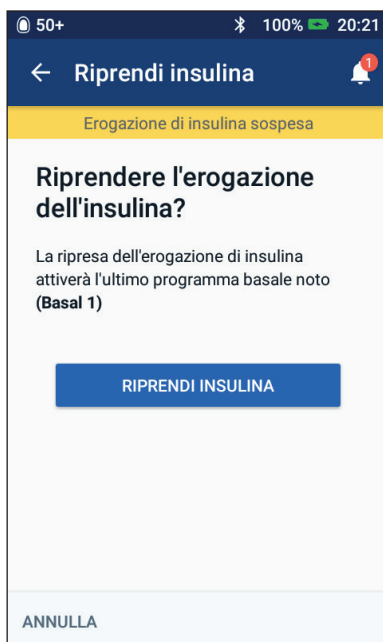 50+ 100% 20:21
Riprendi insulina 1
Erogazione di insulina sospesa
Riprendere l'erogazione
dell'insulina?
La ripresa dell'erogazione di insulina
attiverà l'ultimo programma basale noto
(Basal 1)
RIPRENDI INSULINA
ANNULLA